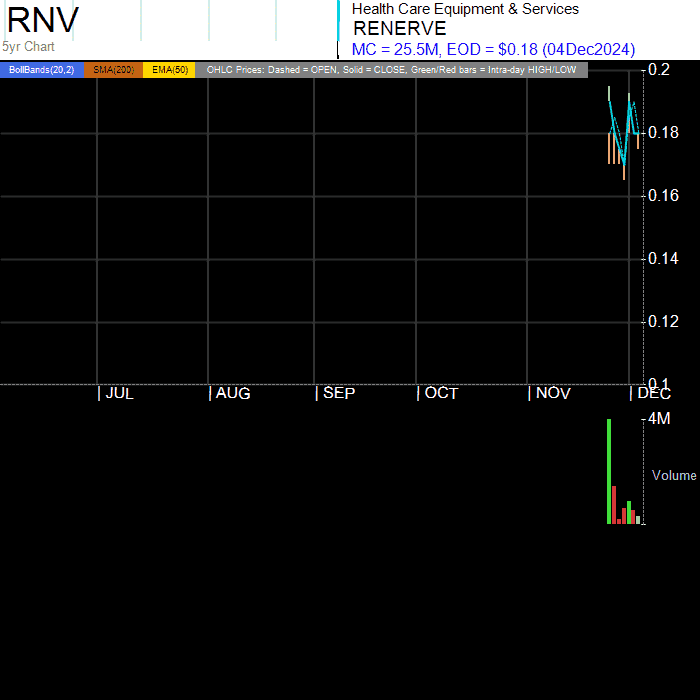 RNV
5yr Chart
Health Care Equipment & Services
RENERVE
MC = 25.5M, EOD = $0.18 (04Dec2024)
BollBands(20,2) SMA(200) EMA(50) OHLC Prices: Dashed = OPEN, Solid = CLOSE, Green/Red bars = Intra-day HIGH/LOW
0.2
0.18
0.16
0.14
0.12
0.1
JUL AUG SEP OCT NOV DEC
4M
Volume